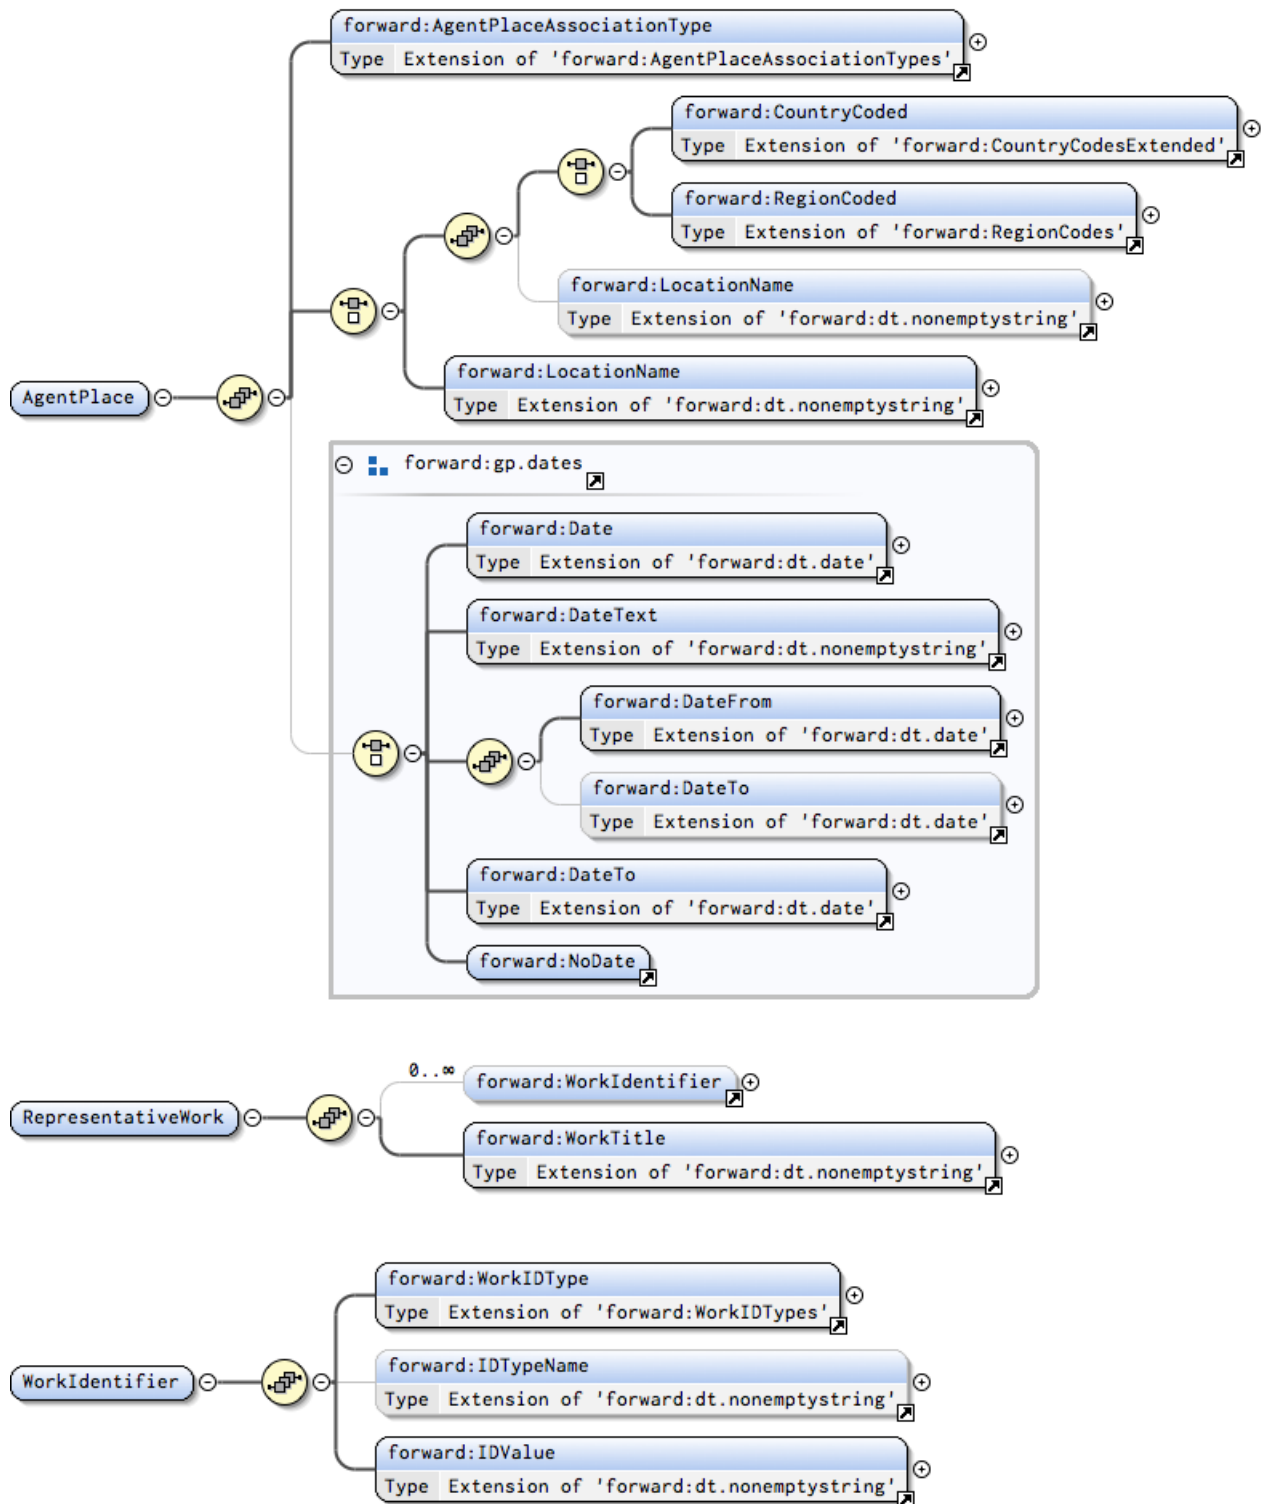 forward:AgentPlaceAssociationType
Type Extension of 'forward:AgentPlaceAssociationTypes'
forward:CountryCoded
Type Extension of 'forward:CountryCodesExtended'
forward:RegionCoded
Type Extension of 'forward:RegionCodes'
forward:LocationName
Type Extension of 'forward:dt.nonemptystring'
forward:LocationName
Type Extension of 'forward:dt.nonemptystring'
AgentPlace
forward:gp.dates
forward:Date
Type Extension of 'forward:dt.date'
forward:DateText
Type Extension of 'forward:dt.nonemptystring'
forward:DateFrom
Type Extension of 'forward:dt.date'
forward:DateTo
Type Extension of 'forward:dt.date'
forward:DateTo
Type Extension of 'forward:dt.date'
forward:NoDate
0..∞
forward:WorkIdentifier
RepresentativeWork
forward:WorkTitle
Type Extension of 'forward:dt.nonemptystring'
forward:WorkIDType
Type Extension of 'forward:WorkIDTypes'
forward:IDTypeName
WorkIdentifier
Type Extension of 'forward:dt.nonemptystring'
forward:IDValue
Type Extension of 'forward:dt.nonemptystring'